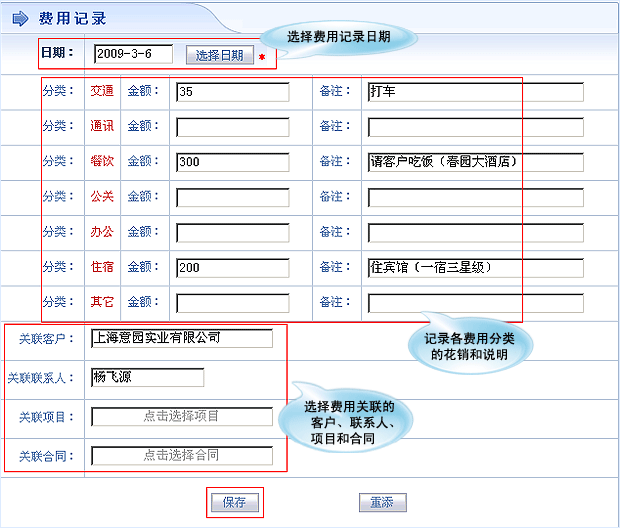 费用记录
日期： 2009-3-6 选择日期 *
选择费用记录日期
分类： 交通 金额： 35 备注： 打车
分类： 通讯 金额： 备注：
分类： 餐饮 金额： 300 备注： 请客户吃饭（春园大酒店）
分类： 公关 金额： 备注：
分类： 办公 金额： 备注：
分类： 住宿 金额： 200 备注： 住宾馆（一宿三星级）
分类： 其它 金额： 备注：
记录各费用分类
的花销和说明
关联客户： 上海意园实业有限公司
关联联系人： 杨飞源
关联项目： 点击选择项目
关联合同： 点击选择合同
选择费用关联的
客户、联系人、
项目和合同
保存 重添